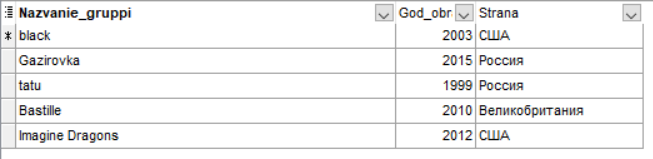 Nazvanie_gruppi God_obr Strana
black 2003 США
Gazirovka 2015 Россия
tatu 1999 Россия
Bastille 2010 Великобритания
Imagine Dragons 2012 США